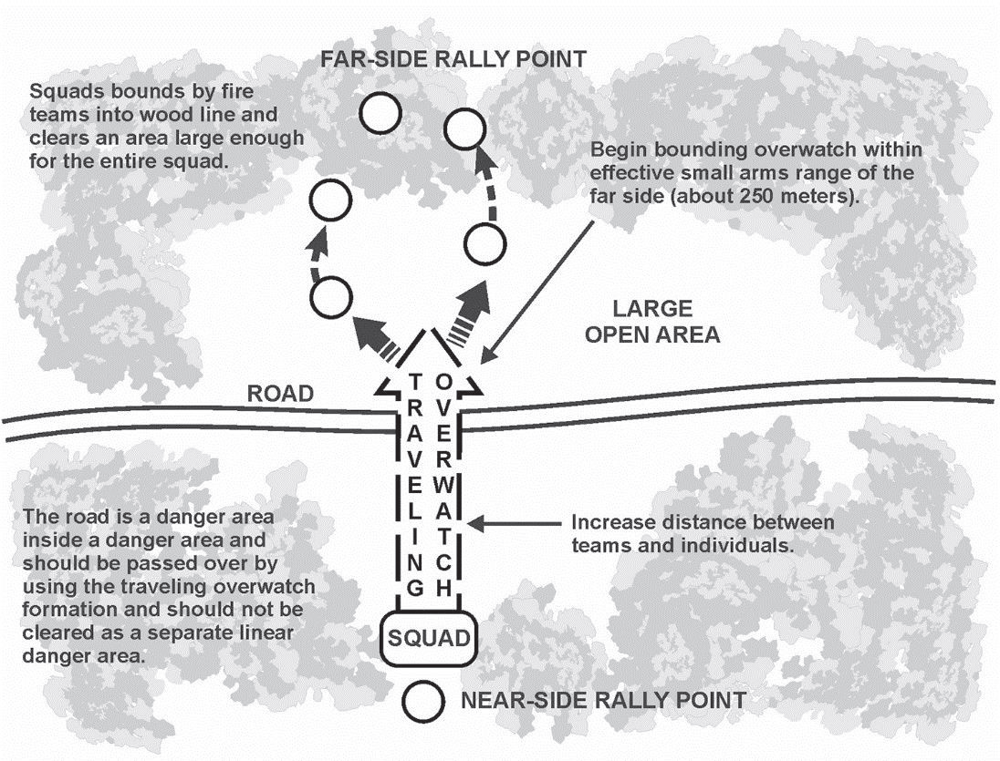 FAR-SIDE RALLY POINT
Squads bounds by fire
teams into wood line and
clears an area large enough
for the entire squad.
Begin bounding overwatch within
effective small arms range of the
far side (about 250 meters).
LARGE
OPEN AREA
ROAD
TRAVELING
OVERWATCH
The road is a danger area
inside a danger area and
should be passed over by
using the traveling overwatch
formation and should not be
cleared as a separate linear
danger area.
Increase distance between
teams and individuals.
SQUAD
NEAR-SIDE RALLY POINT